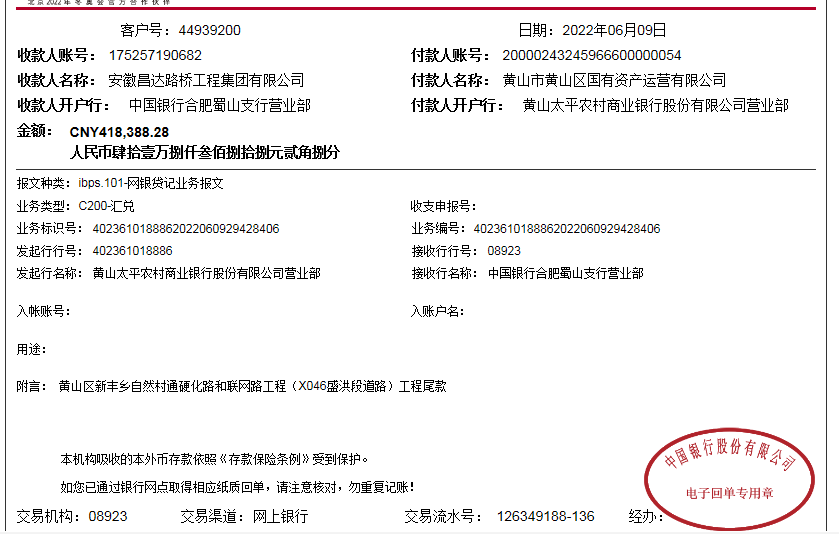 北京2022年冬奥会官方合作伙伴
客户号：44939200 日期：2022年06月09日
收款人账号：175257190682 付款人账号：20000243245966600000054
收款人名称：安徽昌达路桥工程集团有限公司 付款人名称：黄山市黄山区国有资产运营有限公司
收款人开户行：中国银行合肥蜀山支行营业部 付款人开户行：黄山太平农村商业银行股份有限公司营业部
金额：CNY418,388.28
人民币肆拾壹万捌仟叁佰捌拾捌元贰角捌分
报文种类：ibps.101-网银贷记业务报文
业务类型：C200-汇兑 收支申报号：
业务标识号：4023610188862022060929428406 业务编号：4023610188862022060929428406
发起行行号：402361018886 接收行行号：08923
发起行名称：黄山太平农村商业银行股份有限公司营业部 接收行名称：中国银行合肥蜀山支行营业部
入帐账号： 入账户名：
用途：
附言：黄山区新丰乡自然村通硬化路和联网路工程（X046盛洪段道路）工程尾款
本机构吸收的本外币存款依照《存款保险条例》受到保护。
如您已通过银行网点取得相应纸质回单，请注意核对，勿重复记账！
中国银行股份有限公司
电子回单专用章
交易机构：08923 交易渠道：网上银行 交易流水号：126349188-136 经办：